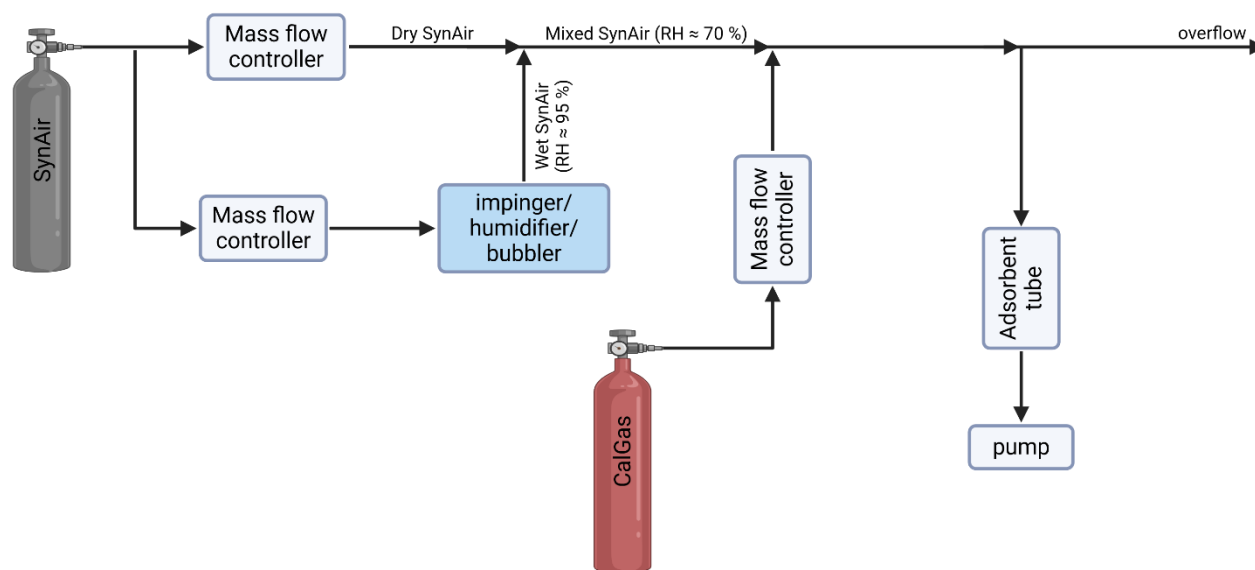 Mass flow
controller
Dry SynAir
Mixed SynAir (RH ≈ 70 %)
overflow
SynAir
Wet SynAir
(RH ≈ 95 %)
Mass flow
controller
impinger/
humidifier/
bubbler
Mass flow
controller
Adsorbent
tube
CalGas
pump